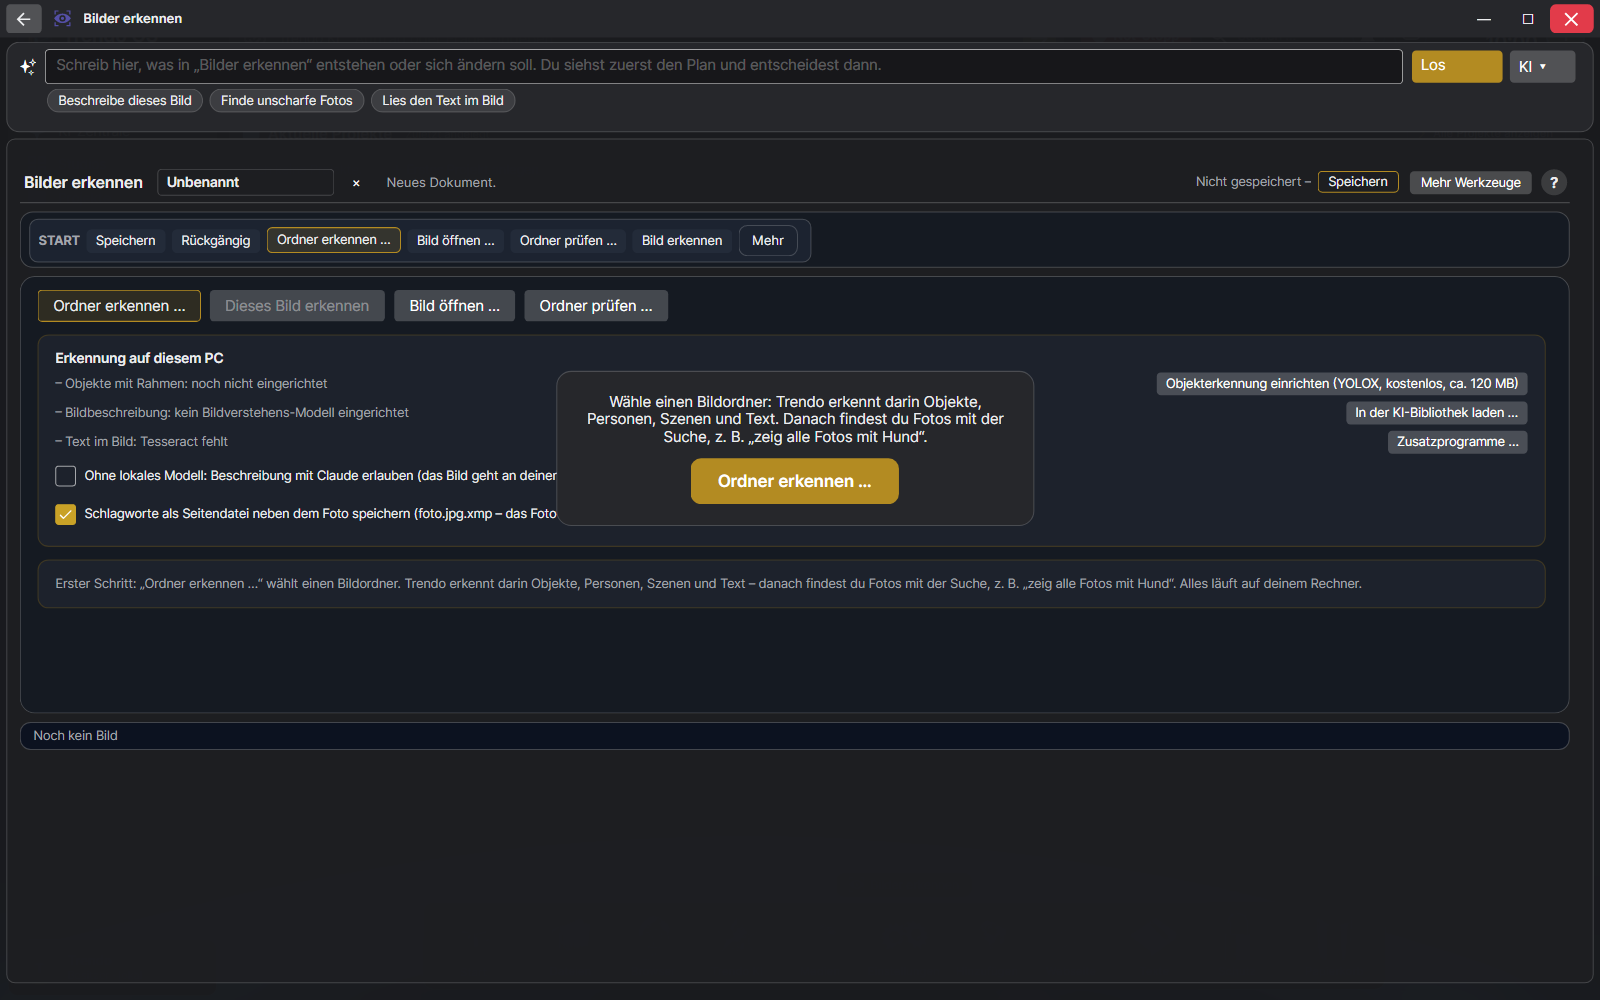 Bilder erkennen
Schreib hier, was in „Bilder erkennen“ entstehen oder sich ändern soll. Du siehst zuerst den Plan und entscheidest dann.
Los
KI
Beschreibe dieses Bild
Finde unscharfe Fotos
Lies den Text im Bild
Bilder erkennen
Unbenannt
×
Neues Dokument.
Nicht gespeichert –
Speichern
Mehr Werkzeuge
?
START
Speichern
Rückgängig
Ordner erkennen ...
Bild öffnen ...
Ordner prüfen ...
Bild erkennen
Mehr
Ordner erkennen ...
Dieses Bild erkennen
Bild öffnen ...
Ordner prüfen ...
Erkennung auf diesem PC
– Objekte mit Rahmen: noch nicht eingerichtet
Objekterkennung einrichten (YOLOX, kostenlos, ca. 120 MB)
– Bildbeschreibung: kein Bildverstehens-Modell eingerichtet
In der KI-Bibliothek laden ...
– Text im Bild: Tesseract fehlt
Zusatzprogramme ...
Ohne lokales Modell: Beschreibung mit Claude erlauben (das Bild geht an deiner
Schlagworte als Seitendatei neben dem Foto speichern (foto.jpg.xmp – das Foto
Wähle einen Bildordner: Trendo erkennt darin Objekte,
Personen, Szenen und Text. Danach findest du Fotos mit der
Suche, z. B. „zeig alle Fotos mit Hund“.
Ordner erkennen ...
Erster Schritt: „Ordner erkennen ...“ wählt einen Bildordner. Trendo erkennt darin Objekte, Personen, Szenen und Text – danach findest du Fotos mit der Suche, z. B. „zeig alle Fotos mit Hund“. Alles läuft auf deinem Rechner.
Noch kein Bild